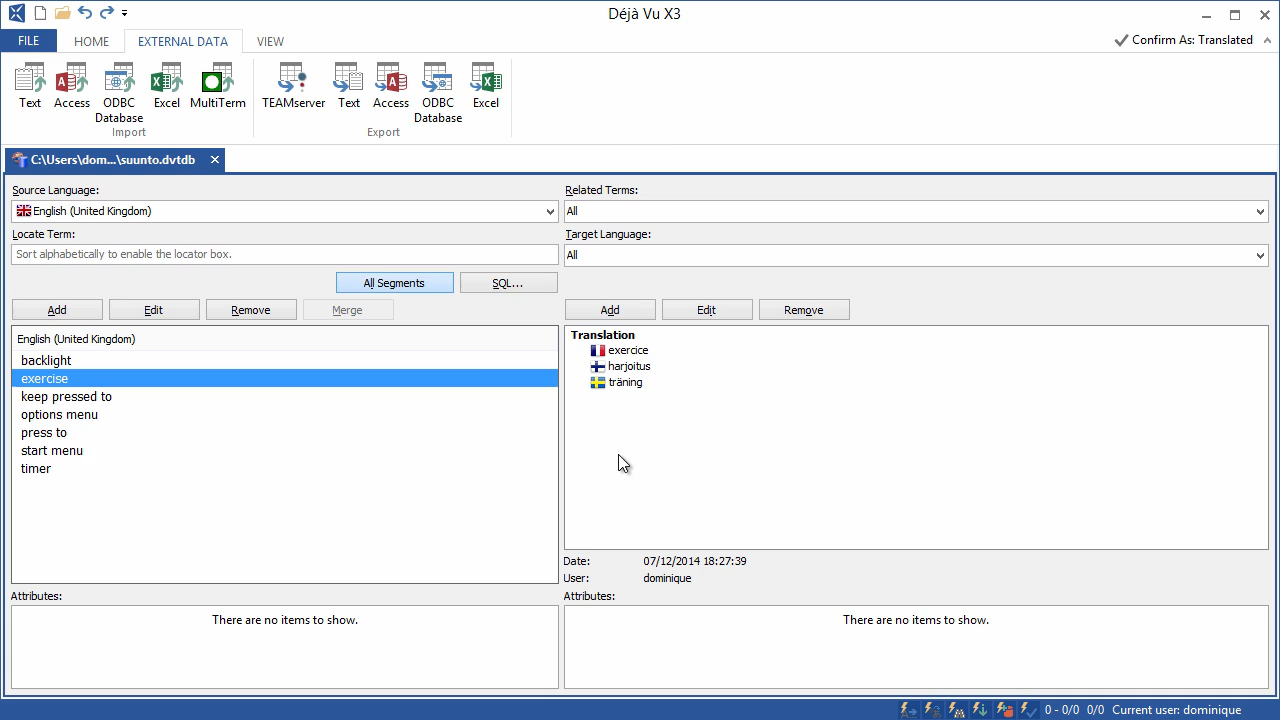 Déjà Vu X3
FILE HOME EXTERNAL DATA VIEW
Confirm As: Translated
Text Access ODBC Database Excel MultiTerm
Import
TEAMserver Text Access ODBC Database Excel
Export
C:\Users\dom...\suunto.dvtdb
Source Language:
English (United Kingdom)
Locate Term:
Sort alphabetically to enable the locator box.
All Segments SQL...
Add Edit Remove Merge
English (United Kingdom)
backlight
exercise
keep pressed to
options menu
press to
start menu
timer
Attributes:
There are no items to show.
Related Terms:
All
Target Language:
All
Add Edit Remove
Translation
exercice
harjoitus
träning
Date: 07/12/2014 18:27:39
User: dominique
Attributes:
There are no items to show.
0 - 0/0 0/0 Current user: dominique